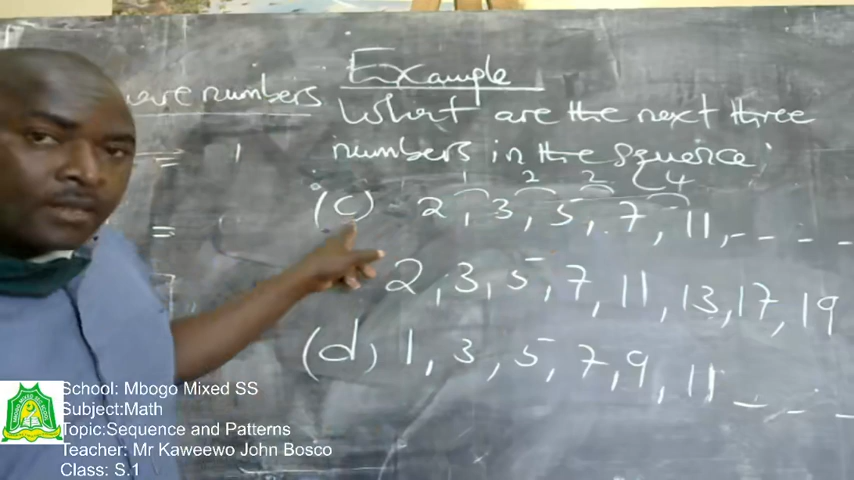 Example
are numbers
What are the next three
= 1
numbers in the sequence
1 2 2 4
(c) 2, 3, 5, 7, 11, _ _ _
=
2, 3, 5, 7, 11, 13, 17, 19
(d) 1, 3, 5, 7, 9, 11 _ _ _
School: Mbogo Mixed SS
Subject:Math
Topic:Sequence and Patterns
Teacher: Mr Kaweewo John Bosco
Class: S.1